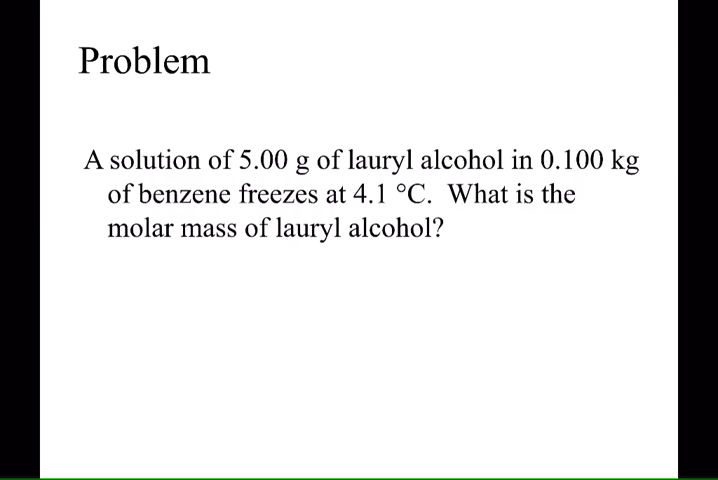 Problem
A solution of 5.00 g of lauryl alcohol in 0.100 kg
of benzene freezes at 4.1 °C.  What is the
molar mass of lauryl alcohol?